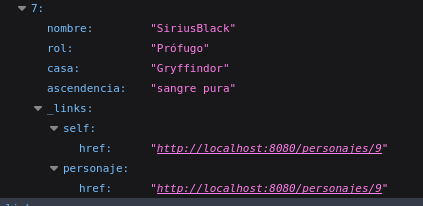 7:
nombre: "SiriusBlack"
rol: "Prófugo"
casa: "Gryffindor"
ascendencia: "sangre pura"
_links:
self:
href: "http://localhost:8080/personajes/9"
personaje:
href: "http://localhost:8080/personajes/9"